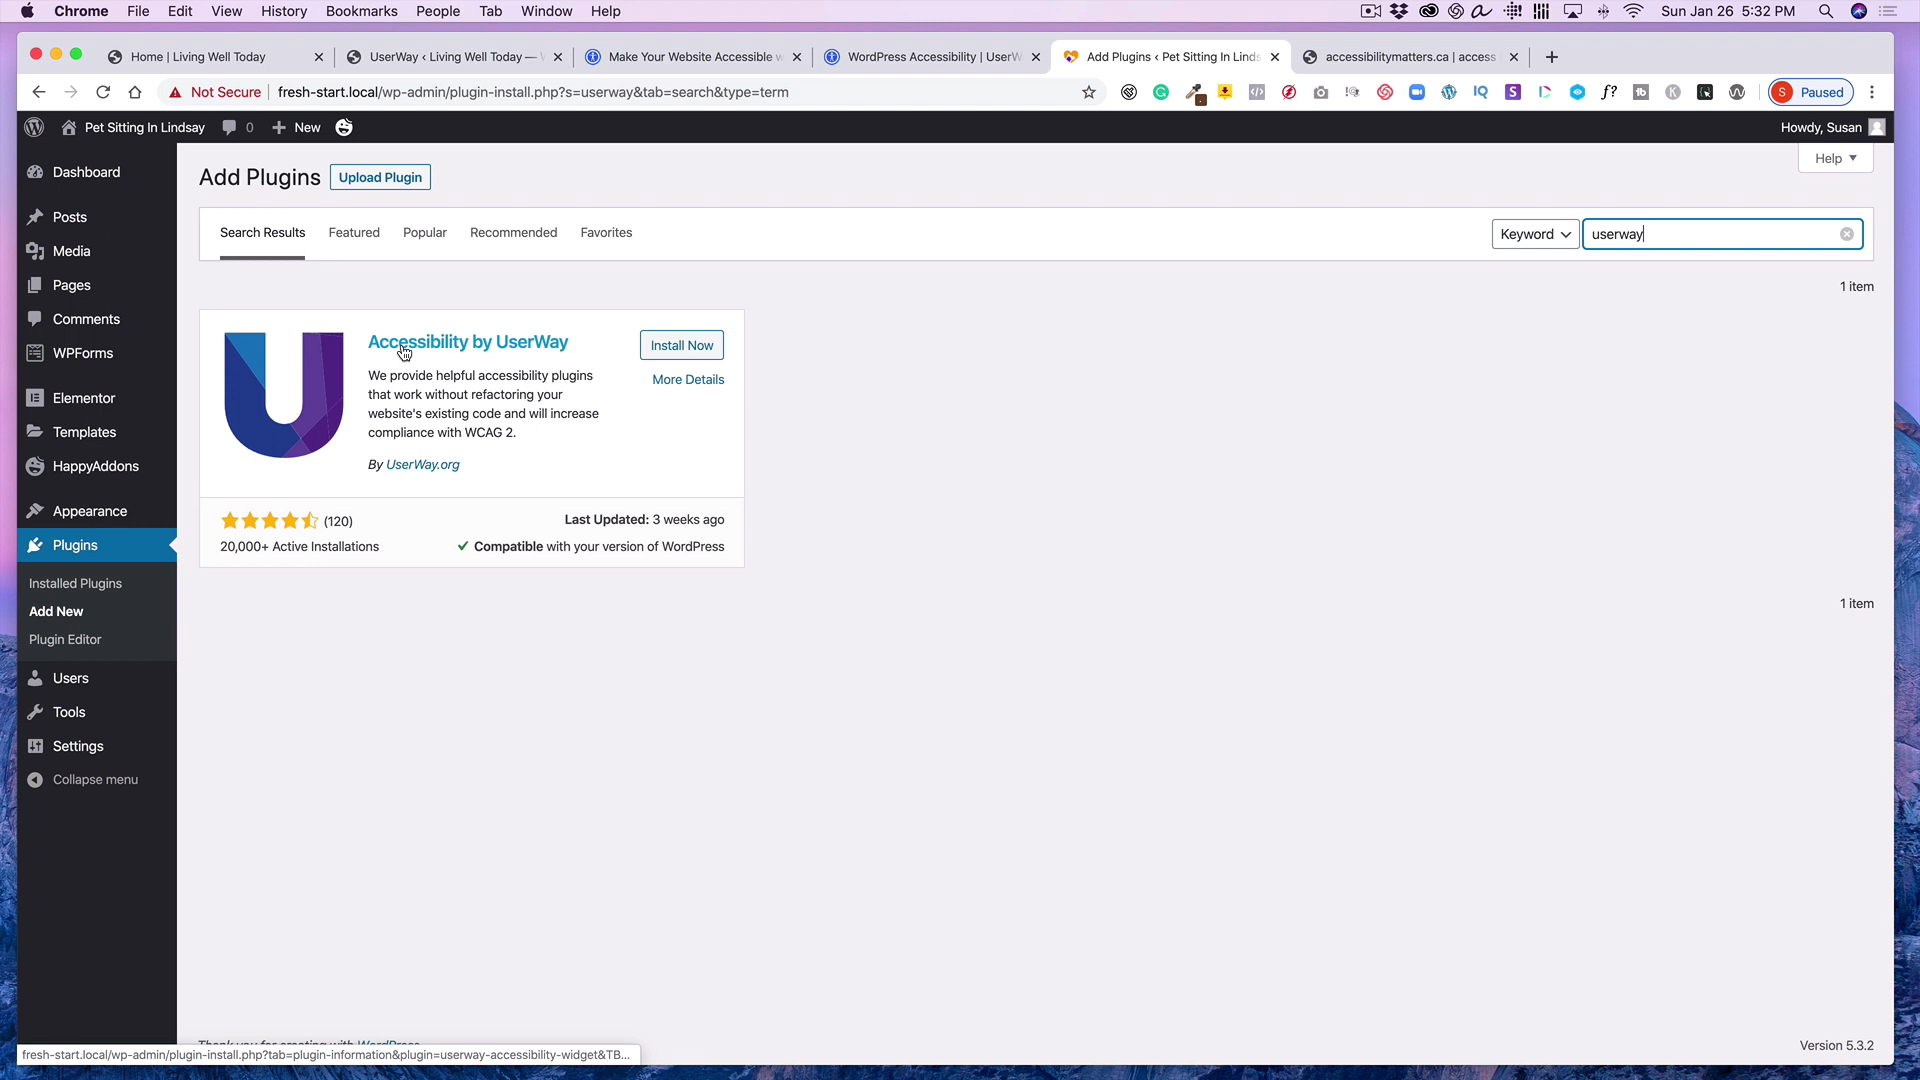 Chrome File Edit View History Bookmarks People Tab Window Help
Sun Jan 26 5:32 PM
Home | Living Well Today
UserWay ‹ Living Well Today —
Make Your Website Accessible
WordPress Accessibility | UserW
Add Plugins ‹ Pet Sitting In Linds
accessibilitymatters.ca | access
Not Secure fresh-start.local/wp-admin/plugin-install.php?s=userway&tab=search&type=term
S Paused
Pet Sitting In Lindsay 0 + New
Howdy, Susan
Dashboard
Posts
Media
Pages
Comments
WPForms
Elementor
Templates
HappyAddons
Appearance
Plugins
Installed Plugins
Add New
Plugin Editor
Users
Tools
Settings
Collapse menu
Help
Add Plugins Upload Plugin
Search Results Featured Popular Recommended Favorites
Keyword userway
1 item
Accessibility by UserWay
Install Now
More Details
We provide helpful accessibility plugins
that work without refactoring your
website's existing code and will increase
compliance with WCAG 2.
By UserWay.org
(120)
Last Updated: 3 weeks ago
20,000+ Active Installations
Compatible with your version of WordPress
1 item
Thank you for creating with WordPress
fresh-start.local/wp-admin/plugin-install.php?tab=plugin-information&plugin=userway-accessibility-widget&TB...
Version 5.3.2